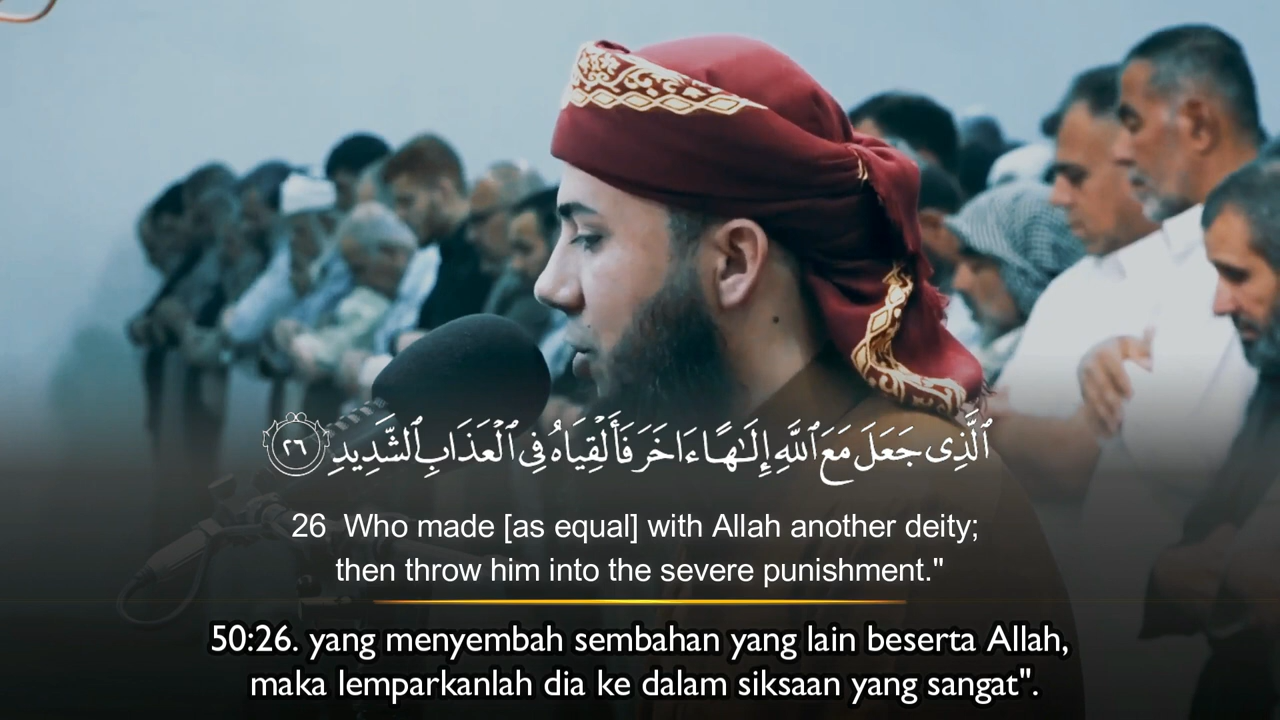 ٱلَّذِى جَعَلَ مَعَ ٱللَّهِ إِلَـٰهًا ءَاخَرَ فَأَلْقِيَاهُ فِى ٱلْعَذَابِ ٱلشَّدِيدِ ٢٦
26 Who made [as equal] with Allah another deity;
then throw him into the severe punishment."
50:26. yang menyembah sembahan yang lain beserta Allah,
maka lemparkanlah dia ke dalam siksaan yang sangat".